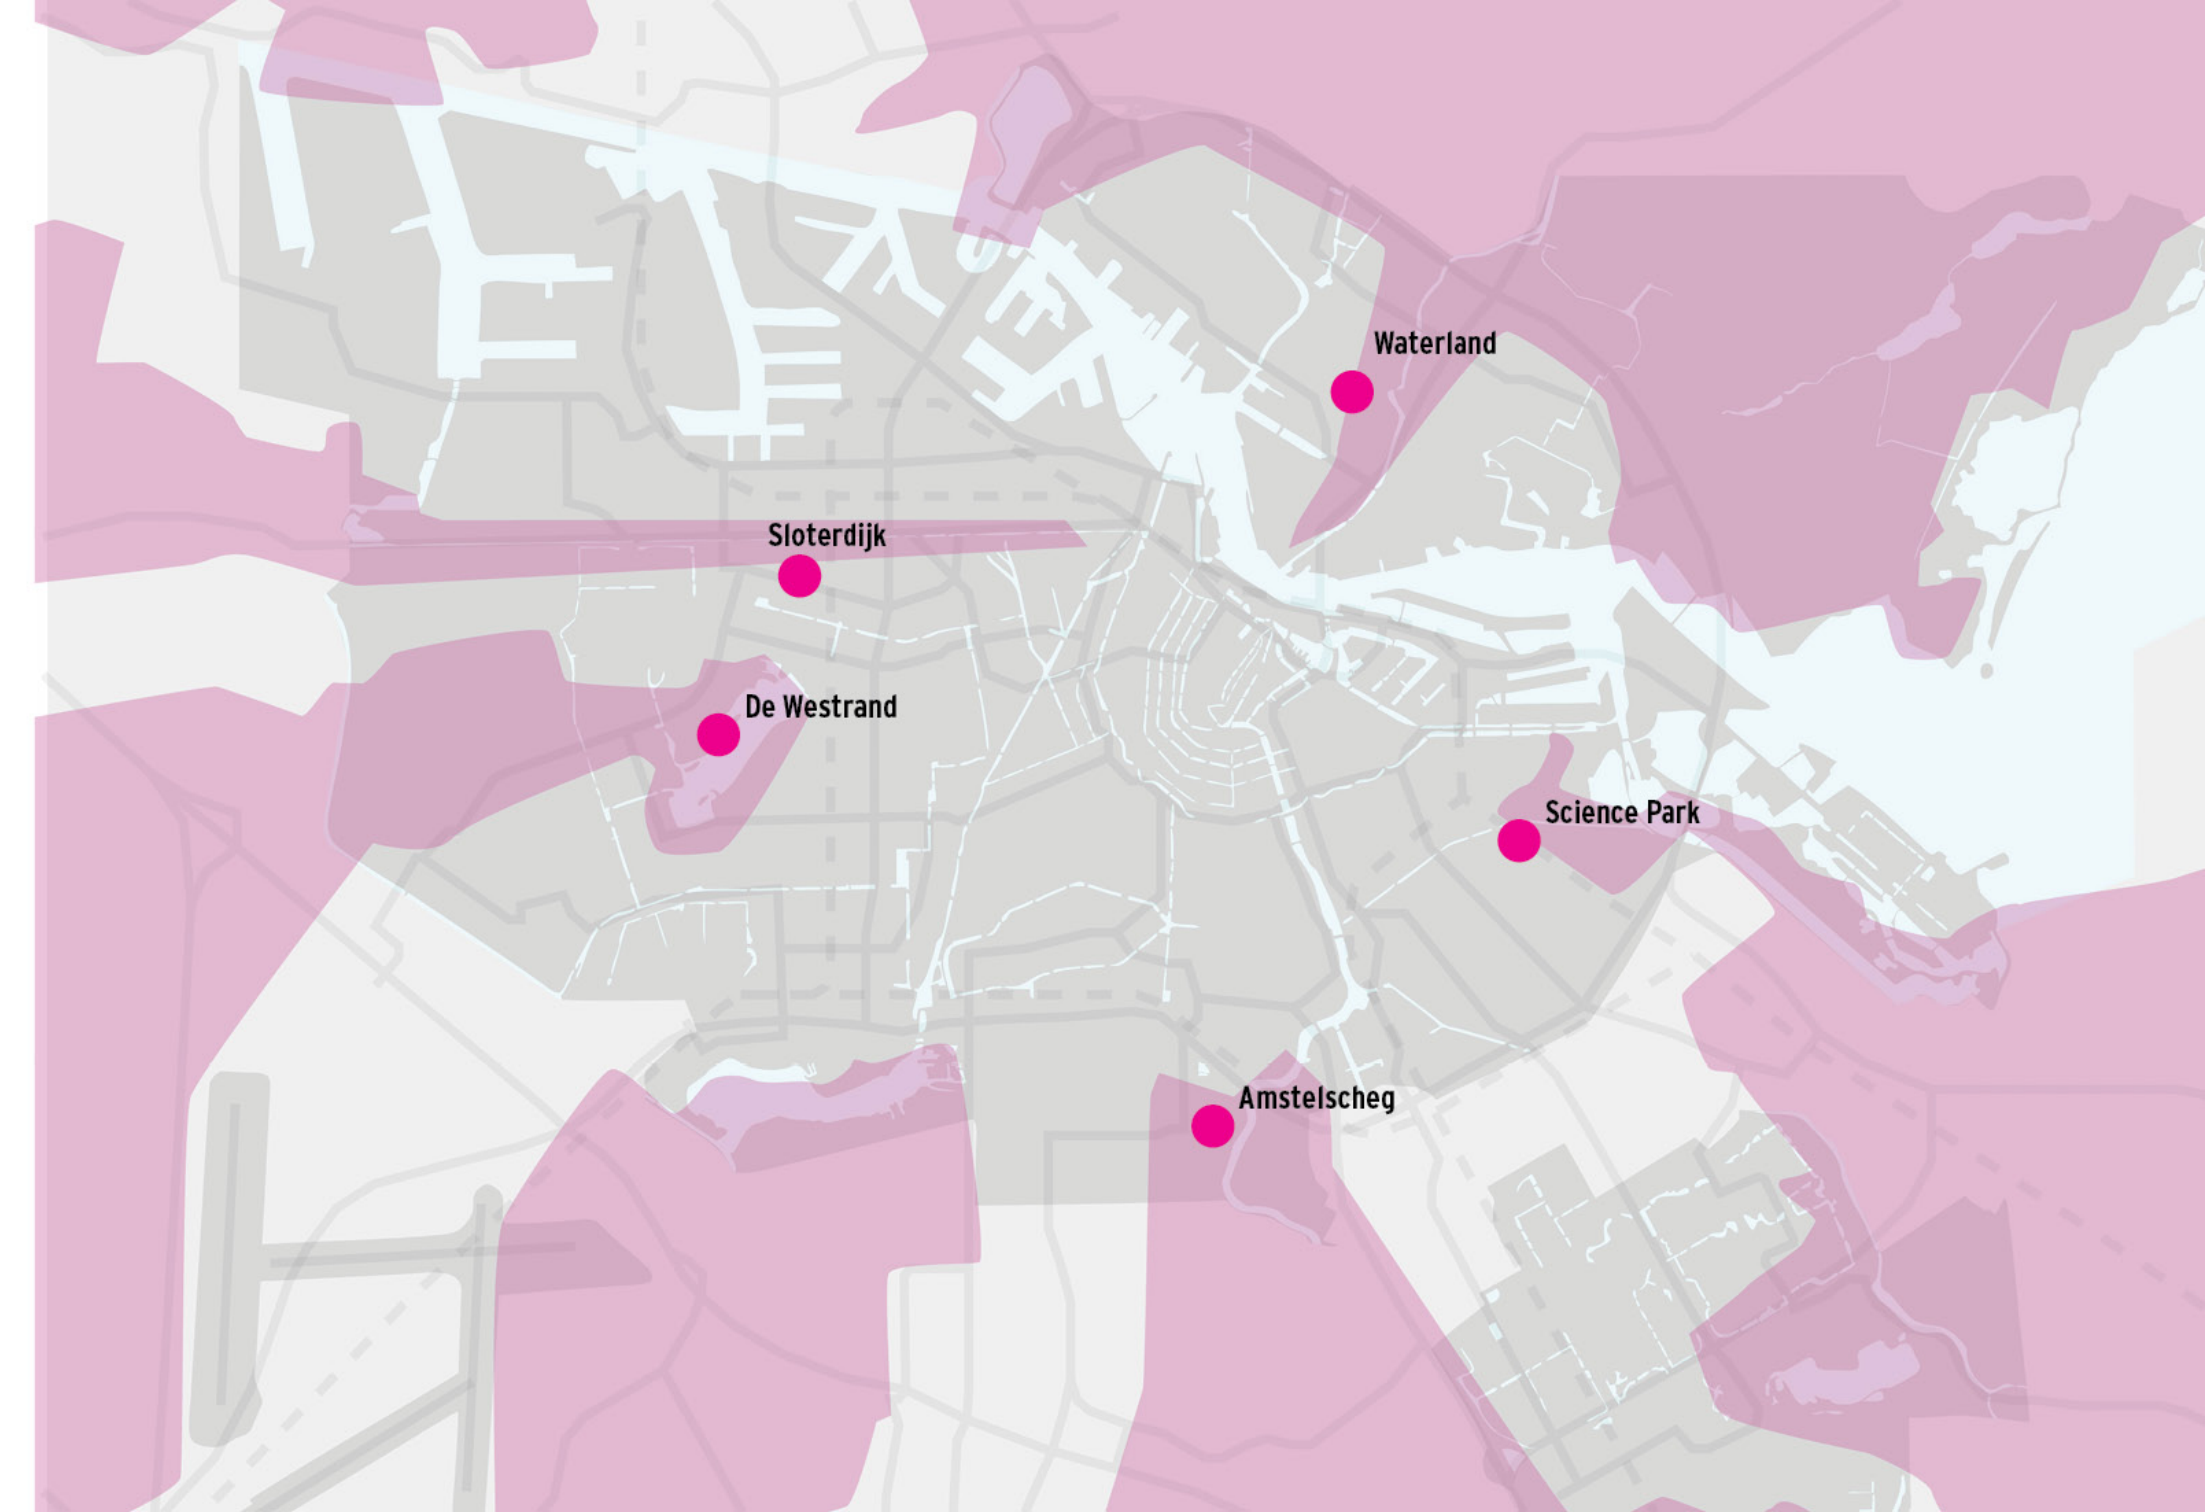 Waterland
Sloterdijk
De Westrand
Science Park
Amstelscheg